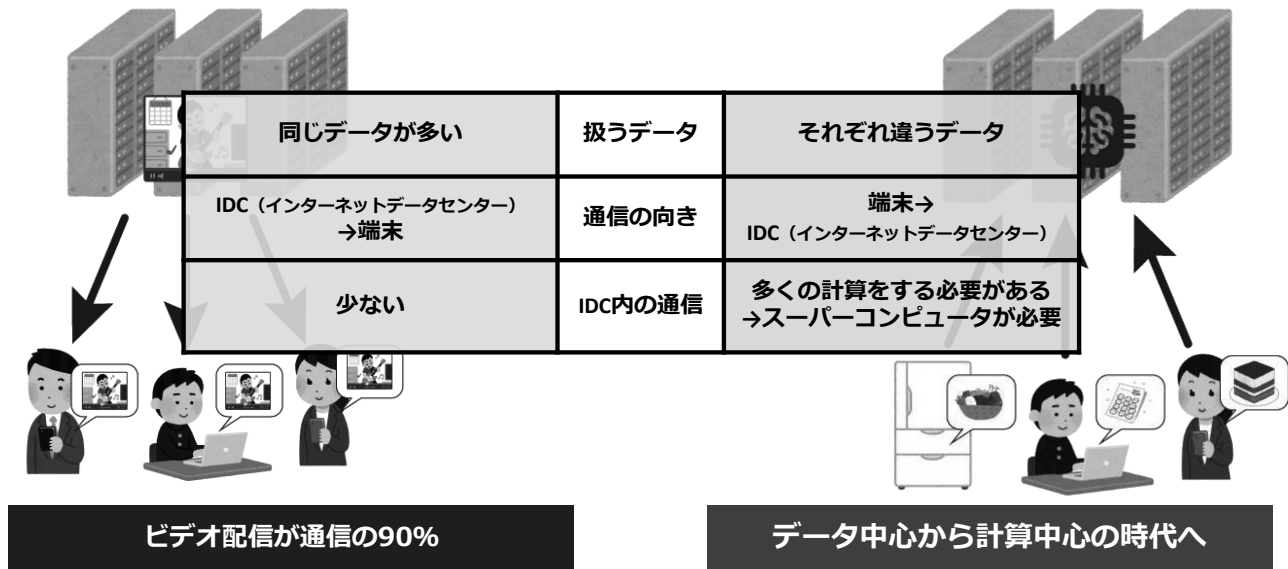 同じデータが多い
扱うデータ
それぞれ違うデータ
IDC（インターネットデータセンター）
→端末
通信の向き
端末→
IDC（インターネットデータセンター）
少ない
IDC内の通信
多くの計算をする必要がある
→スーパーコンピュータが必要
ビデオ配信が通信の90%
データ中心から計算中心の時代へ